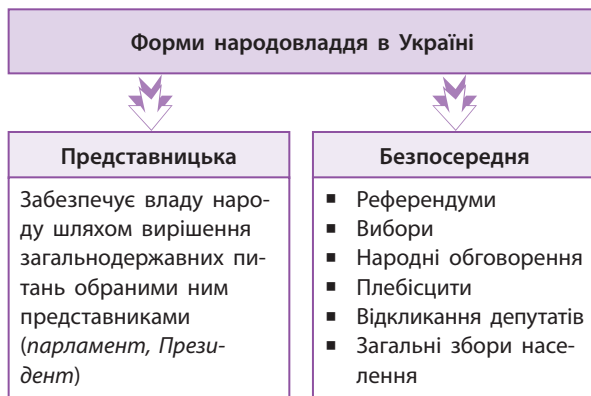 Форми народовладдя в Україні
Представницька
Забезпечує владу наро-
ду шляхом вирішення
загальнодержавних пи-
тань обраними ним
представниками
(парламент, Прези-
дент)
Безпосередня
▪ Референдуми
▪ Вибори
▪ Народні обговорення
▪ Плебісцити
▪ Відкликання депутатів
▪ Загальні збори насе-
лення